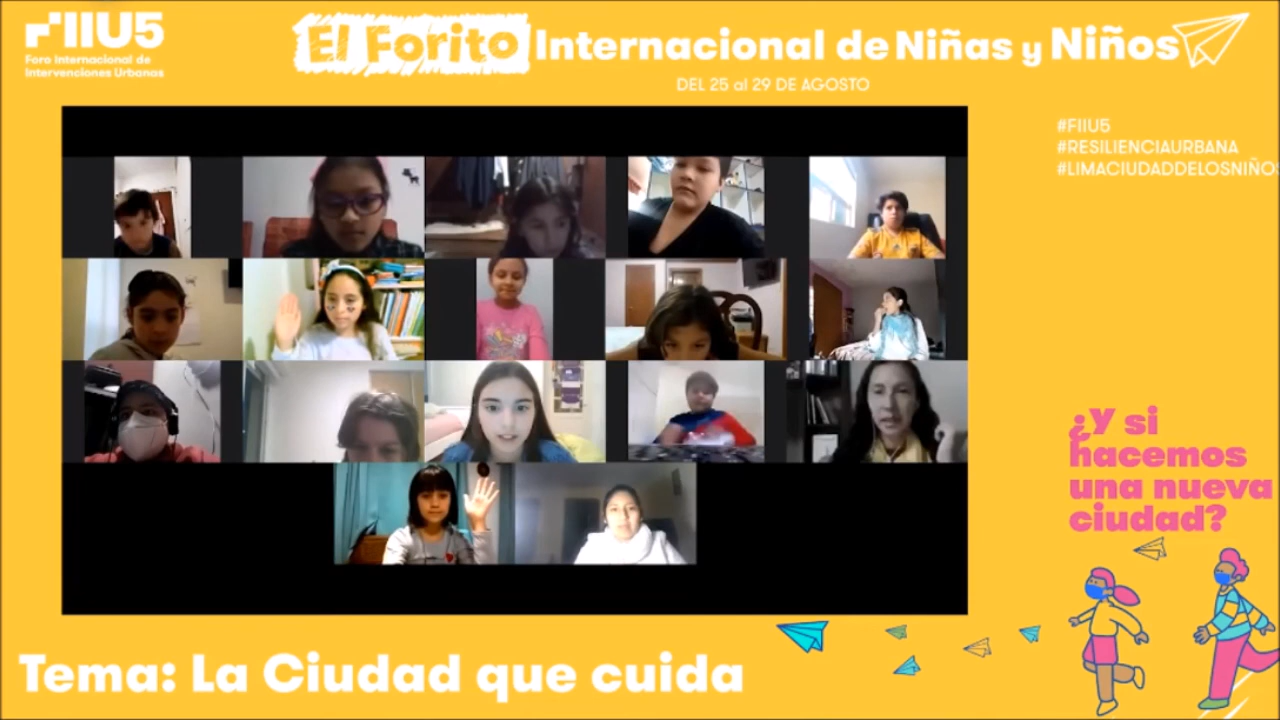 FIIU5
Foro Internacional de
Intervenciones Urbanas
El Forito Internacional de Niñas y Niños
DEL 25 al 29 DE AGOSTO
#FIIU5
#RESILIENCIAURBANA
#LIMACIUDADDELOSNIÑOS
¿Y si
hacemos
una nueva
ciudad?
Tema: La Ciudad que cuida